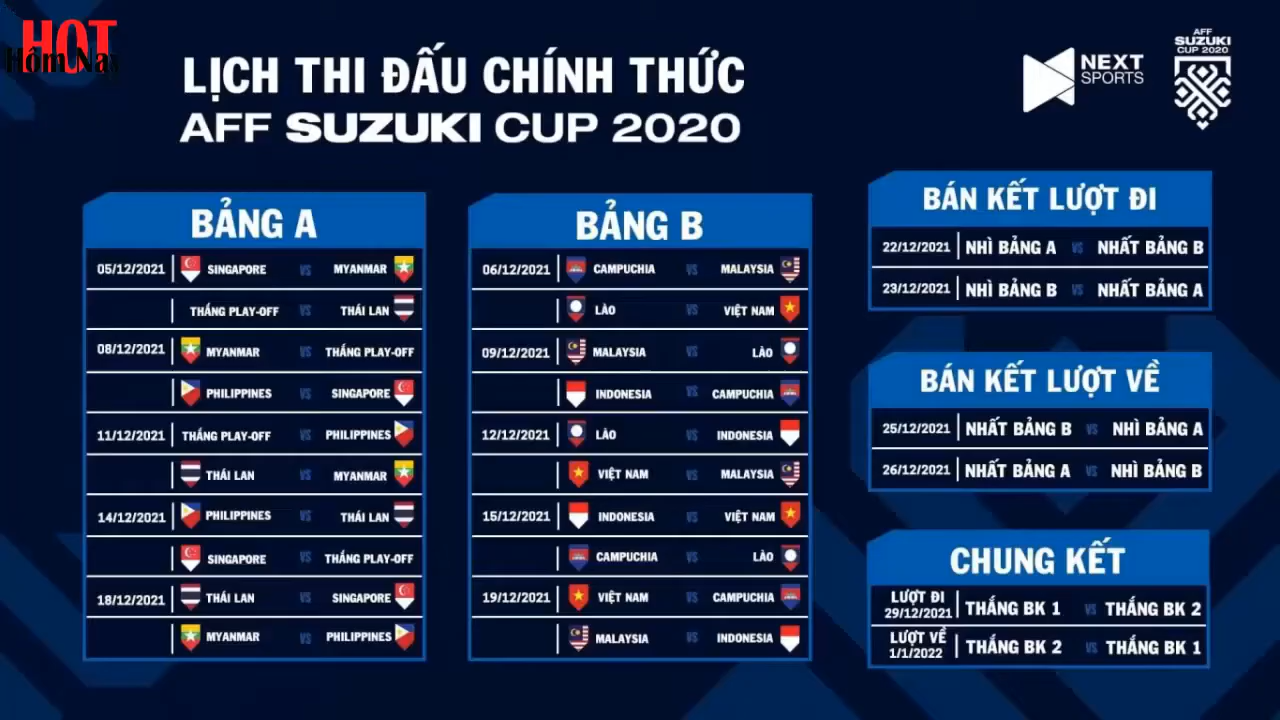 HOT
Hôm Nay
LỊCH THI ĐẤU CHÍNH THỨC
AFF SUZUKI CUP 2020
NEXT
SPORTS
AFF
SUZUKI
CUP 2020
BẢNG A
05/12/2021 SINGAPORE VS MYANMAR
THẮNG PLAY-OFF VS THÁI LAN
08/12/2021 MYANMAR VS THẮNG PLAY-OFF
PHILIPPINES VS SINGAPORE
11/12/2021 THẮNG PLAY-OFF VS PHILIPPINES
THÁI LAN VS MYANMAR
14/12/2021 PHILIPPINES VS THÁI LAN
SINGAPORE VS THẮNG PLAY-OFF
18/12/2021 THÁI LAN VS SINGAPORE
MYANMAR VS PHILIPPINES
BẢNG B
06/12/2021 CAMPUCHIA VS MALAYSIA
LÀO VS VIỆT NAM
09/12/2021 MALAYSIA VS LÀO
INDONESIA VS CAMPUCHIA
12/12/2021 LÀO VS INDONESIA
VIỆT NAM VS MALAYSIA
15/12/2021 INDONESIA VS VIỆT NAM
CAMPUCHIA VS LÀO
19/12/2021 VIỆT NAM VS CAMPUCHIA
MALAYSIA VS INDONESIA
BÁN KẾT LƯỢT ĐI
22/12/2021 NHÌ BẢNG A VS NHẤT BẢNG B
23/12/2021 NHÌ BẢNG B VS NHẤT BẢNG A
BÁN KẾT LƯỢT VỀ
25/12/2021 NHẤT BẢNG B VS NHÌ BẢNG A
26/12/2021 NHẤT BẢNG A VS NHÌ BẢNG B
CHUNG KẾT
LƯỢT ĐI
29/12/2021 THẮNG BK 1 VS THẮNG BK 2
LƯỢT VỀ
1/1/2022 THẮNG BK 2 VS THẮNG BK 1